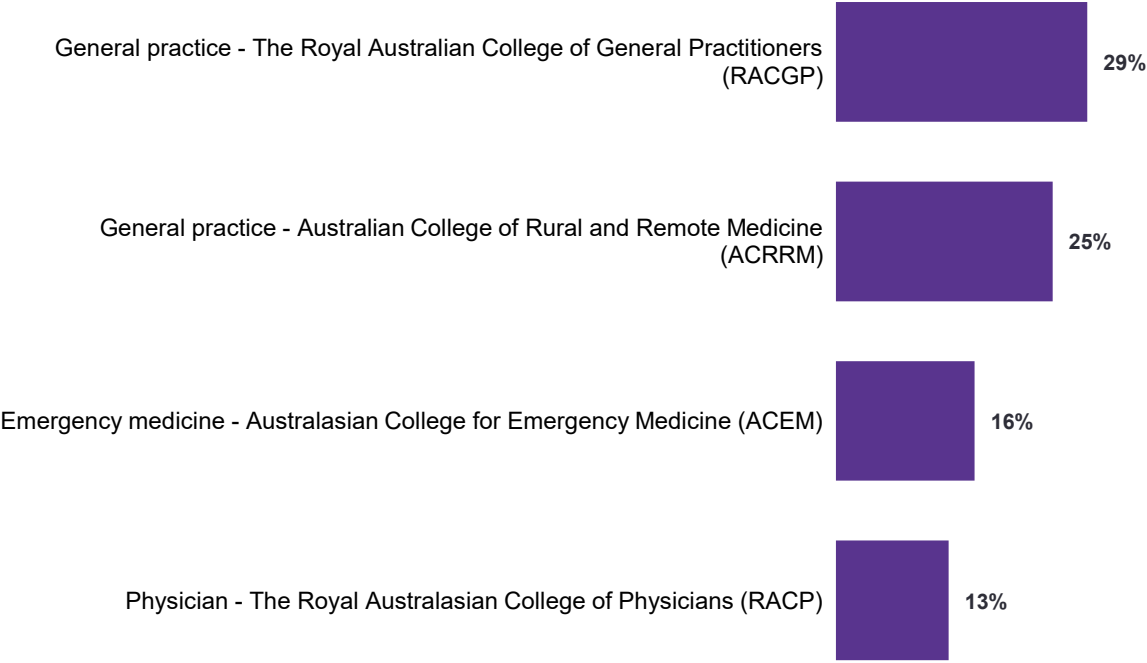 General practice - The Royal Australian College of General Practitioners
(RACGP)
29%
General practice - Australian College of Rural and Remote Medicine
(ACRRM)
25%
Emergency medicine - Australasian College for Emergency Medicine (ACEM)
16%
Physician - The Royal Australasian College of Physicians (RACP)
13%